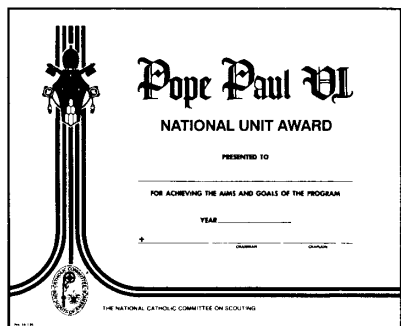 Pope Paul VI
NATIONAL UNIT AWARD
PRESENTED TO
FOR ACHIEVING THE AIMS AND GOALS OF THE PROGRAM
YEAR
+
CHAIRMAN CHAPLAIN
THE NATIONAL CATHOLIC COMMITTEE ON SCOUTING